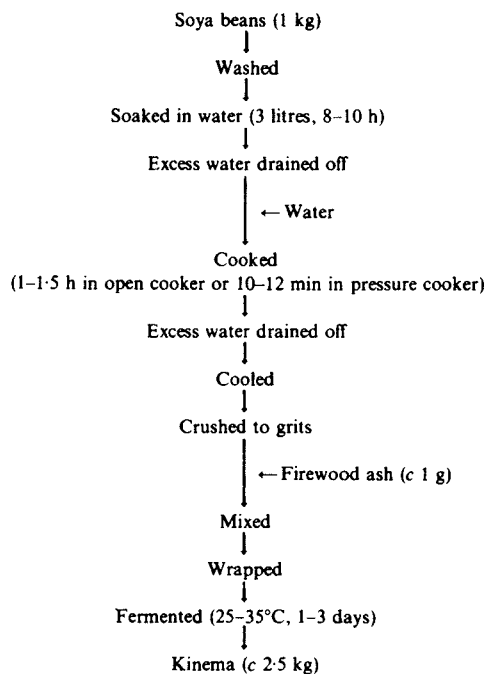 Soya beans (1 kg)
Washed
Soaked in water (3 litres, 8–10 h)
Excess water drained off
← Water
Cooked
(1–1·5 h in open cooker or 10–12 min in pressure cooker)
Excess water drained off
Cooled
Crushed to grits
← Firewood ash (c 1 g)
Mixed
Wrapped
Fermented (25–35°C, 1–3 days)
Kinema (c 2·5 kg)